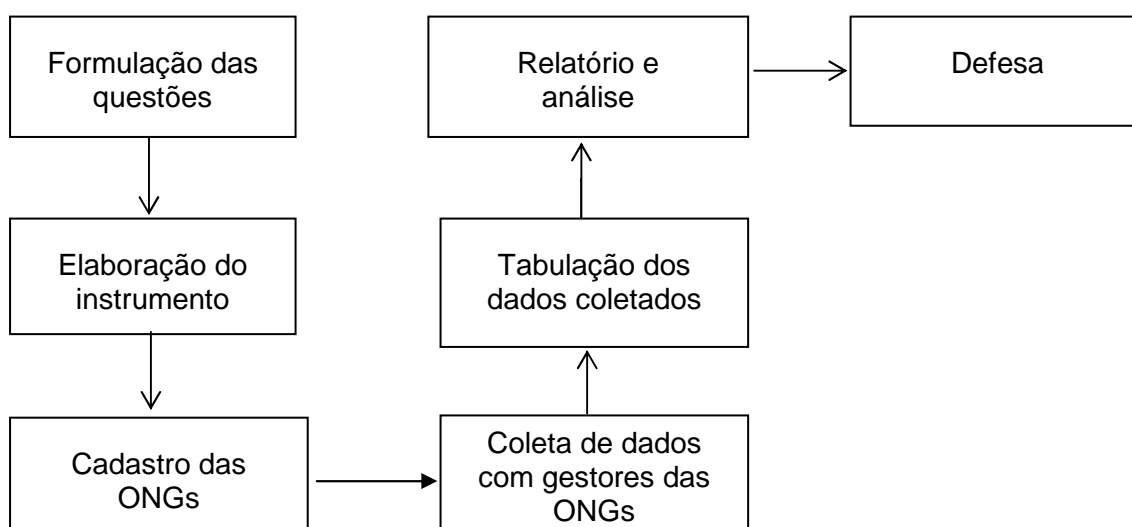 Formulação das
questões
Elaboração do
instrumento
Cadastro das
ONGs
Coleta de dados
com gestores das
ONGs
Tabulação dos
dados coletados
Relatório e
análise
Defesa